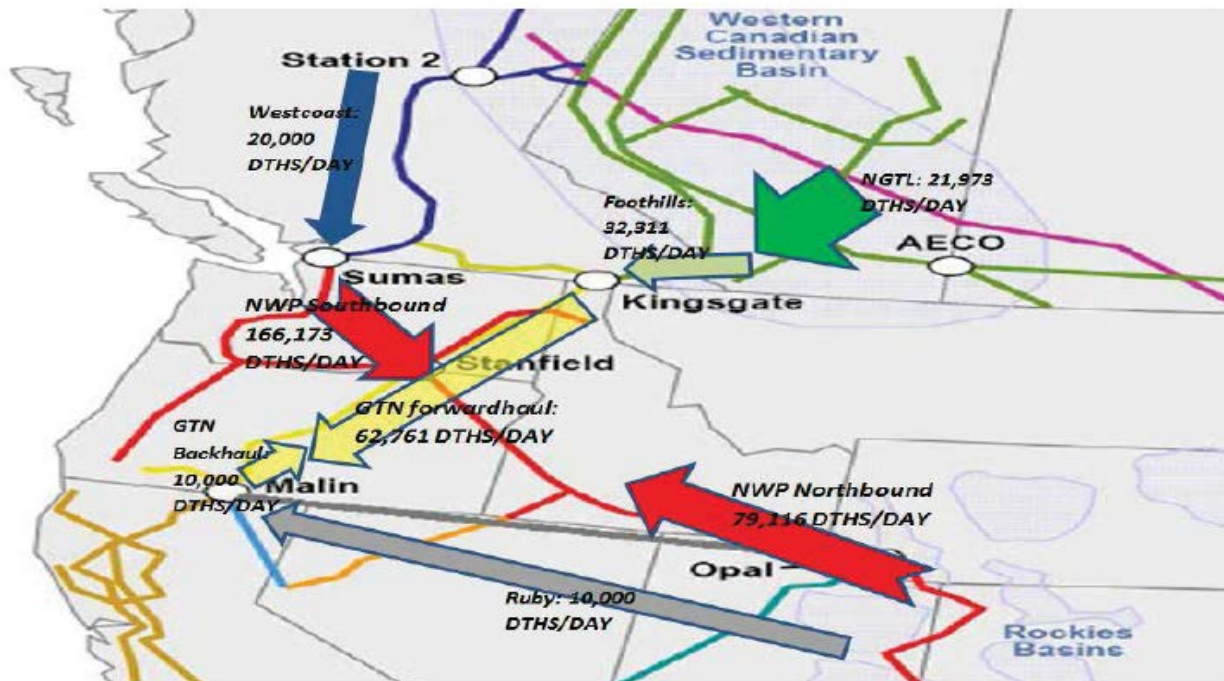 Western
Canadian
Sedimentary
Basin
Station 2
Westcoast:
20,000
DTHS/DAY
NGTL: 21,973
DTHS/DAY
Foothills:
32,311
DTHS/DAY
AECO
Sumas
Kingsgate
NWP Southbound
166,173
DTHS/DAY
Stanfield
GTN forwardhaul:
62,761 DTHS/DAY
GTN
Backhaul:
10,000
DTHS/DAY
Malin
NWP Northbound
79,116 DTHS/DAY
Opal
Ruby: 10,000
DTHS/DAY
Rockies
Basins